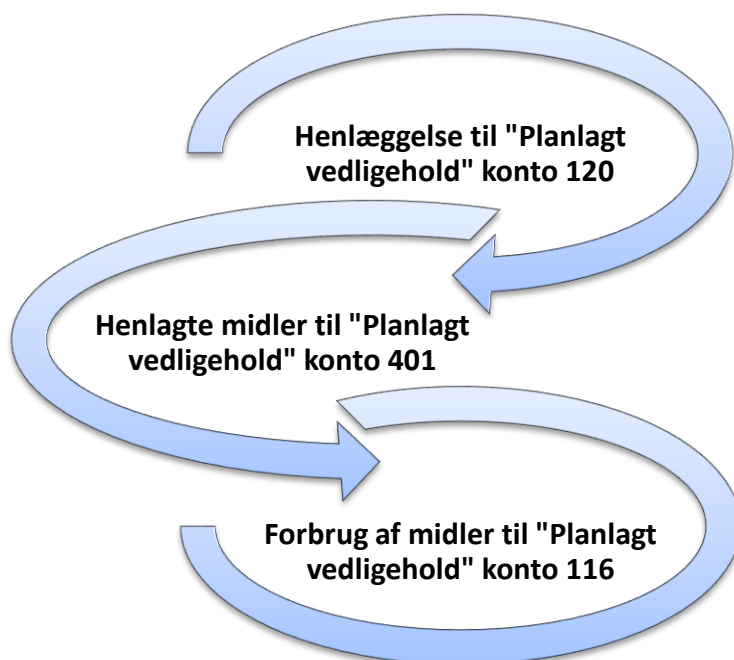 Henlæggelse til "Planlagt
vedligehold" konto 120
Henlagte midler til "Planlagt
vedligehold" konto 401
Forbrug af midler til "Planlagt
vedligehold" konto 116